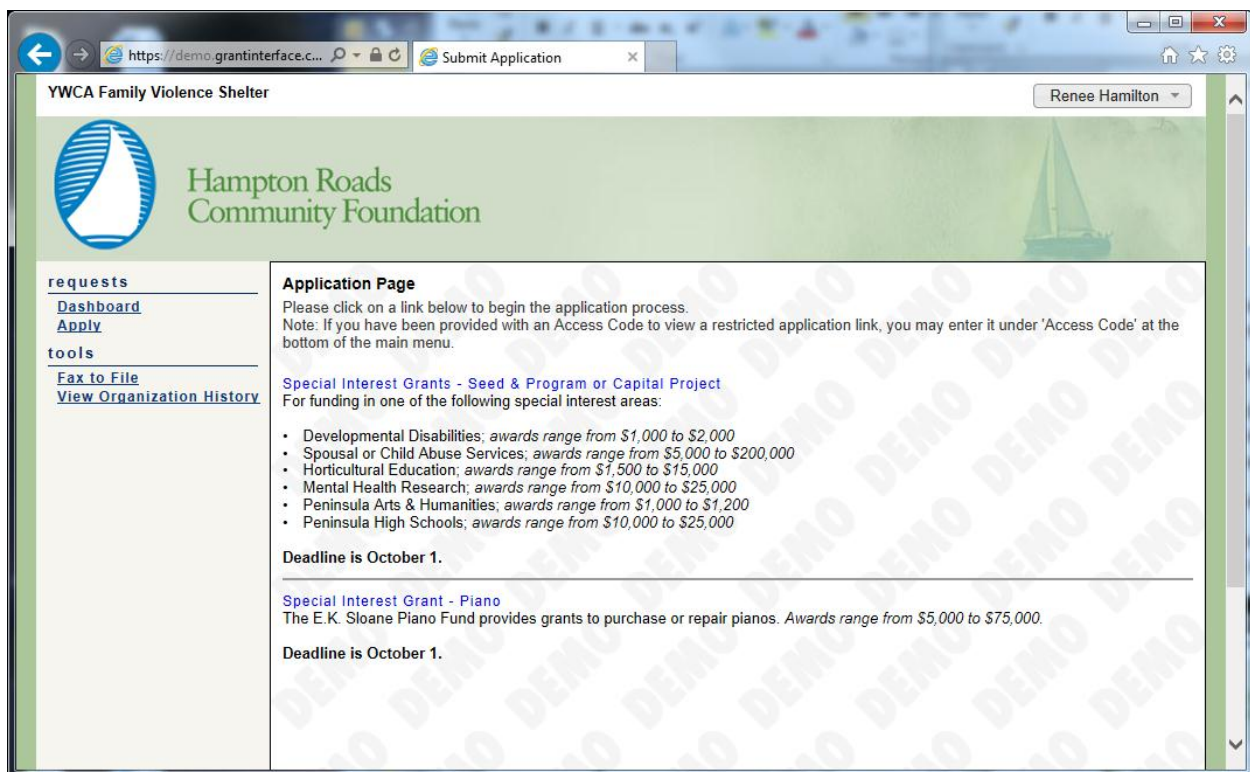 https://demo.grantinterface.c...
Submit Application
YWCA Family Violence Shelter
Renee Hamilton
Hampton Roads
Community Foundation
requests
Dashboard
Apply
tools
Fax to File
View Organization History
Application Page
Please click on a link below to begin the application process.
Note: If you have been provided with an Access Code to view a restricted application link, you may enter it under 'Access Code' at the
bottom of the main menu.
Special Interest Grants - Seed & Program or Capital Project
For funding in one of the following special interest areas:
• Developmental Disabilities; awards range from $1,000 to $2,000
• Spousal or Child Abuse Services; awards range from $5,000 to $200,000
• Horticultural Education; awards range from $1,500 to $15,000
• Mental Health Research; awards range from $10,000 to $25,000
• Peninsula Arts & Humanities; awards range from $1,000 to $1,200
• Peninsula High Schools; awards range from $10,000 to $25,000
Deadline is October 1.
Special Interest Grant - Piano
The E.K. Sloane Piano Fund provides grants to purchase or repair pianos. Awards range from $5,000 to $75,000.
Deadline is October 1.
DEMO